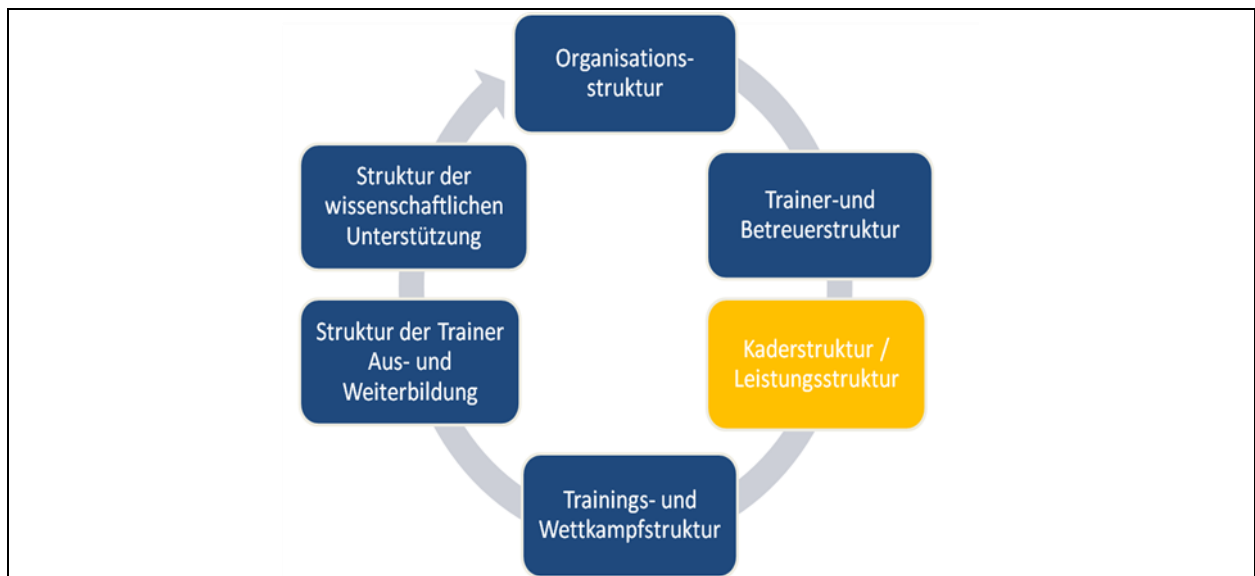 Organisations-
struktur
Trainer-und
Betreuerstruktur
Kaderstruktur /
Leistungsstruktur
Trainings- und
Wettkampfstruktur
Struktur der Trainer
Aus- und
Weiterbildung
Struktur der
wissenschaftlichen
Unterstützung